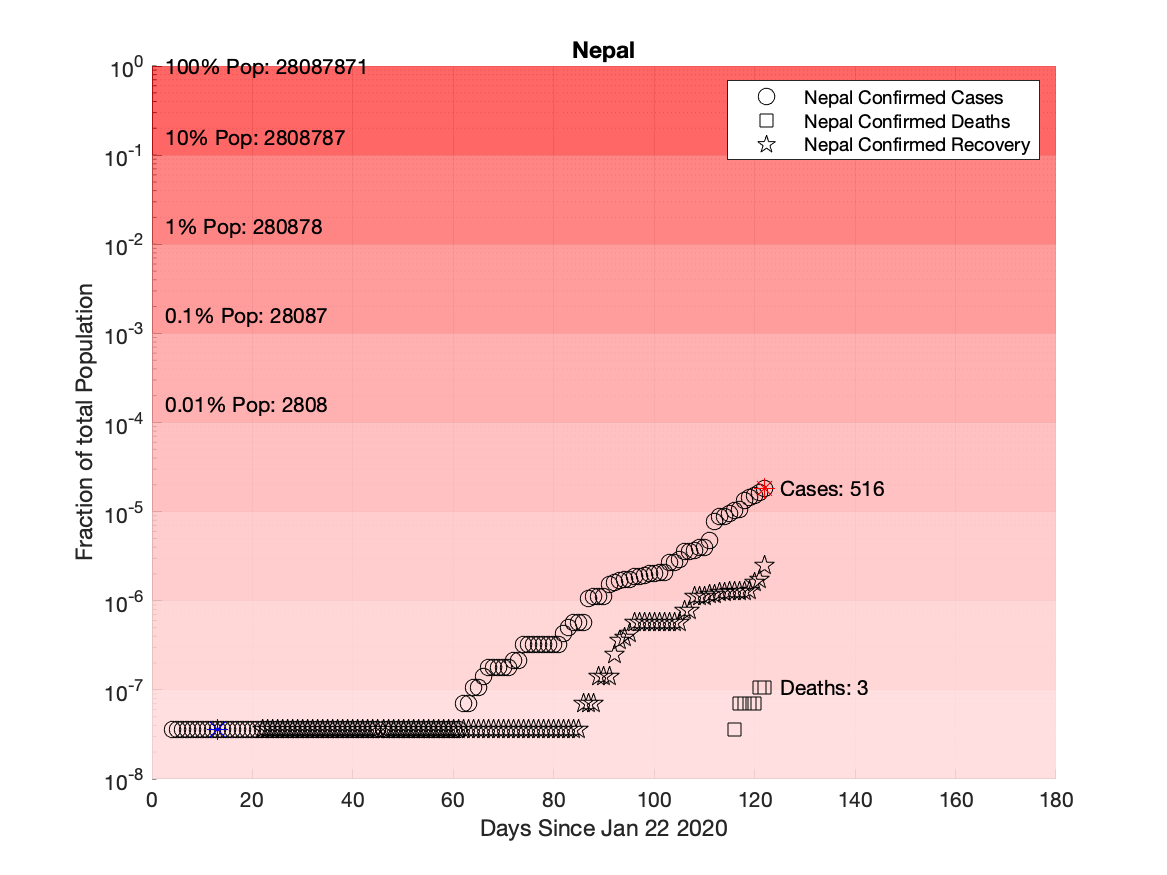 Nepal
10^0
10^-1
10^-2
10^-3
10^-4
10^-5
10^-6
10^-7
10^-8
Fraction of total Population
100% Pop: 28087871
10% Pop: 2808787
1% Pop: 280878
0.1% Pop: 28087
0.01% Pop: 2808
Nepal Confirmed Cases
Nepal Confirmed Deaths
Nepal Confirmed Recovery
Cases: 516
Deaths: 3
0 20 40 60 80 100 120 140 160 180
Days Since Jan 22 2020